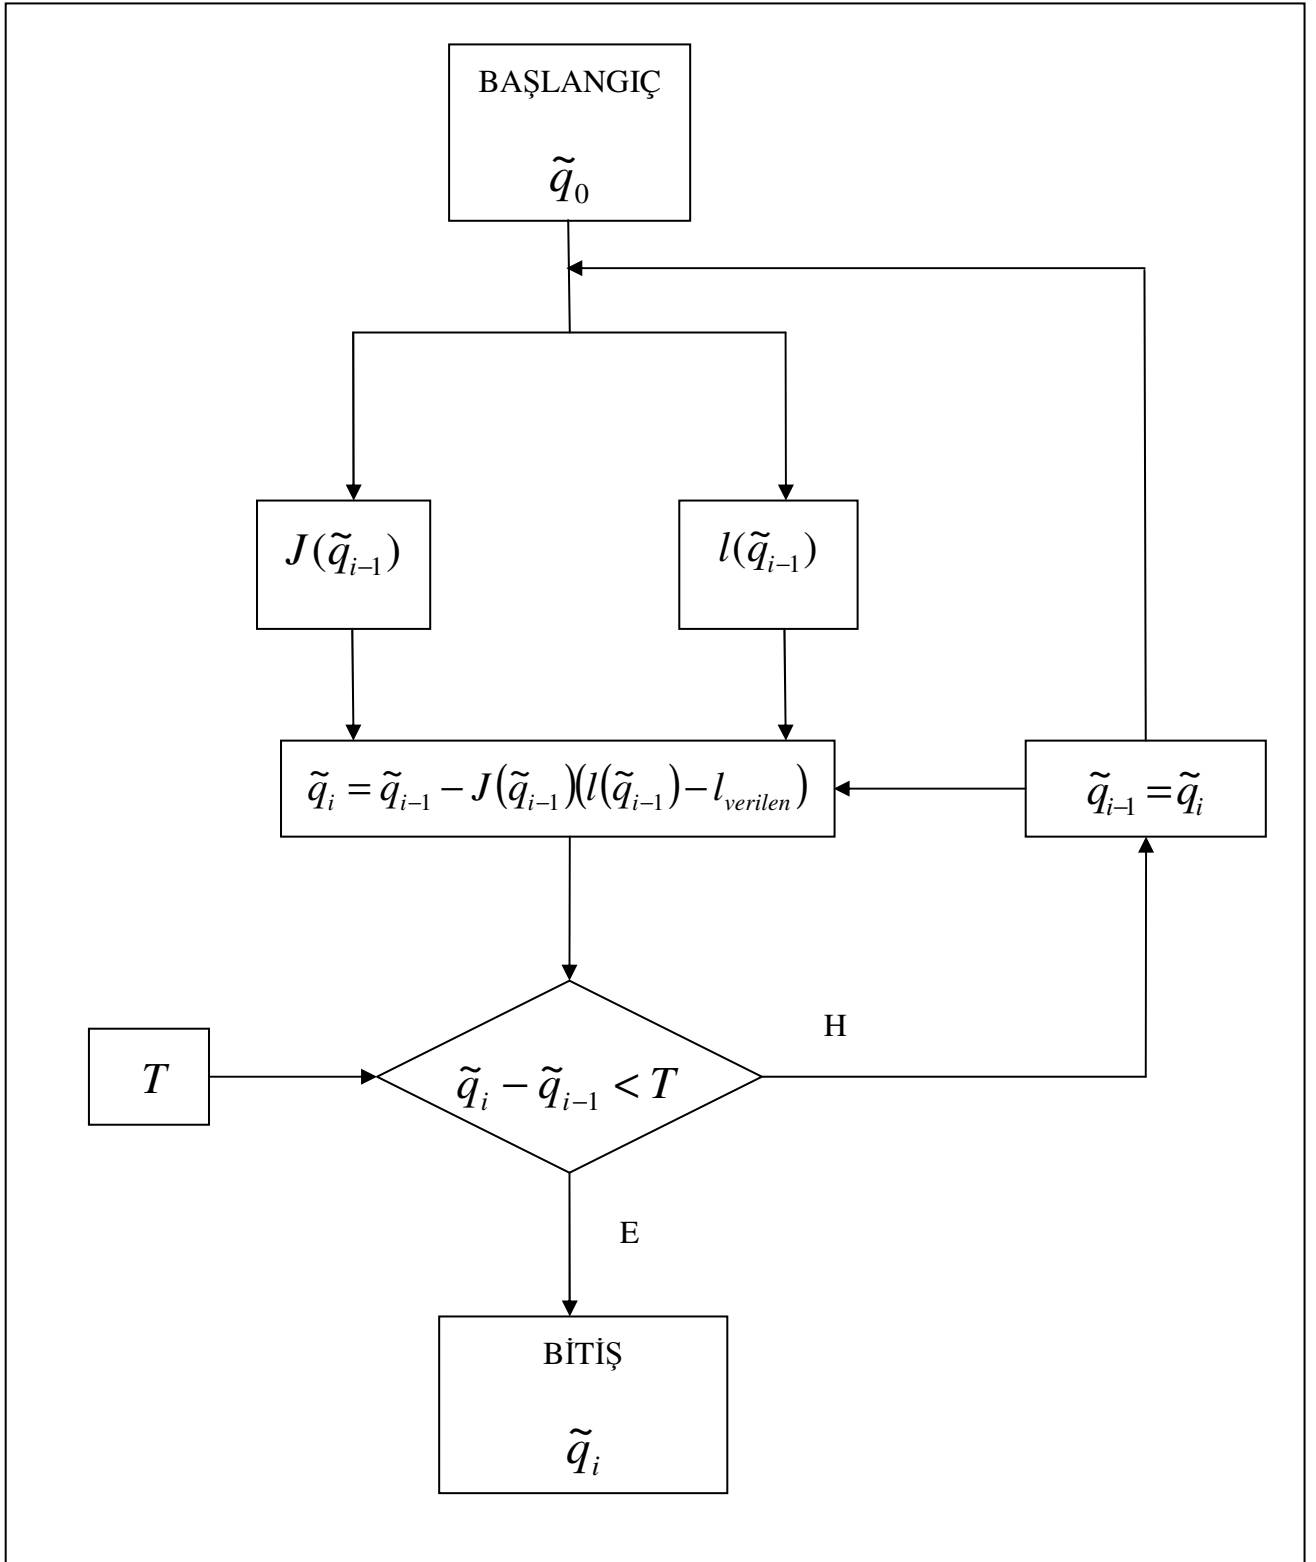 BAŞLANGIÇ
q̃₀
J(q̃ᵢ₋₁)
l(q̃ᵢ₋₁)
q̃ᵢ = q̃ᵢ₋₁ − J(q̃ᵢ₋₁)(l(q̃ᵢ₋₁) − l_verilen)
q̃ᵢ₋₁ = q̃ᵢ
H
T
q̃ᵢ − q̃ᵢ₋₁ < T
E
BİTİŞ
q̃ᵢ